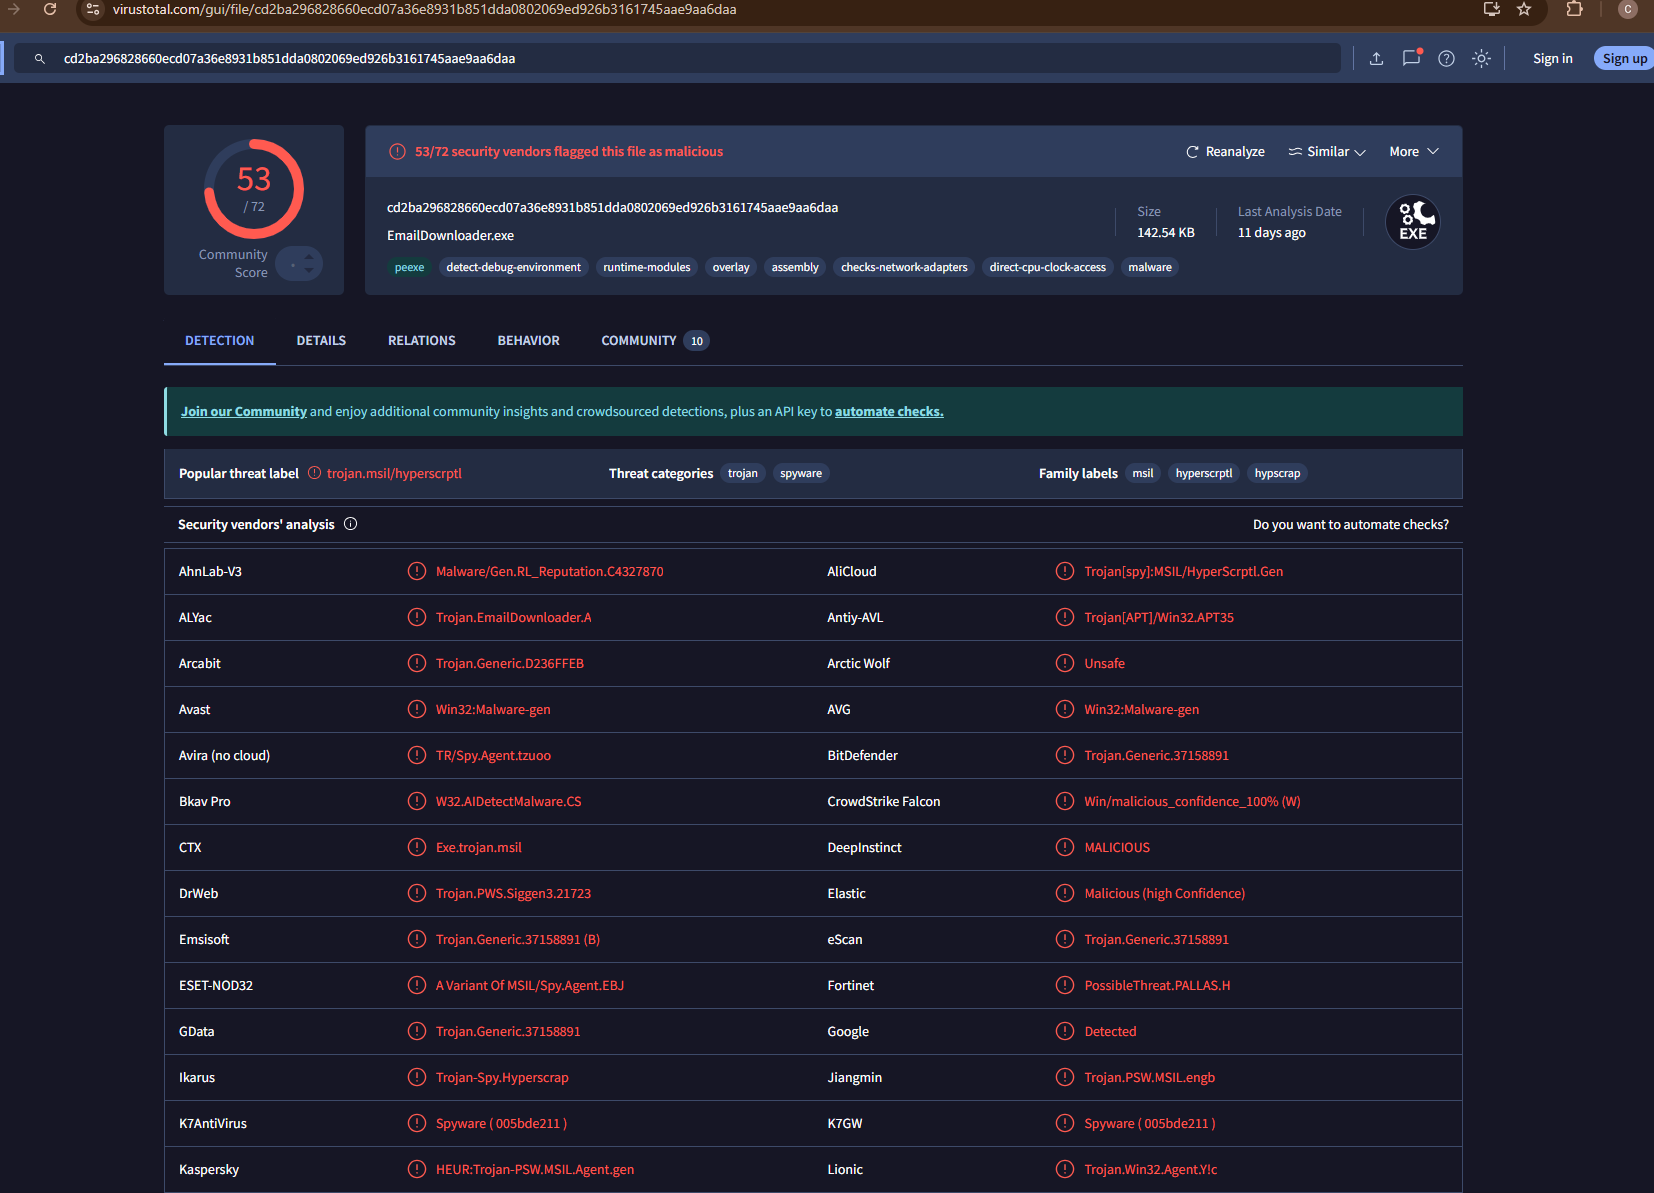 virustotal.com/gui/file/cd2ba296828660ecd07a36e8931b851dda0802069ed926b3161745aae9aa6daa
C
cd2ba296828660ecd07a36e8931b851dda0802069ed926b3161745aae9aa6daa
Sign in
Sign up
53
/ 72
Community
Score
53/72 security vendors flagged this file as malicious
Reanalyze
Similar
More
cd2ba296828660ecd07a36e8931b851dda0802069ed926b3161745aae9aa6daa
EmailDownloader.exe
Size
142.54 KB
Last Analysis Date
11 days ago
EXE
peexe detect-debug-environment runtime-modules overlay assembly checks-network-adapters direct-cpu-clock-access malware
DETECTION DETAILS RELATIONS BEHAVIOR COMMUNITY 10
Join our Community and enjoy additional community insights and crowdsourced detections, plus an API key to automate checks.
Popular threat label trojan.msil/hyperscrptl Threat categories trojan spyware Family labels msil hyperscrptl hypscrap
Security vendors' analysis Do you want to automate checks?
AhnLab-V3 Malware/Gen.RL_Reputation.C4327870 AliCloud Trojan[spy]:MSIL/HyperScrptl.Gen
ALYac Trojan.EmailDownloader.A Antiy-AVL Trojan[APT]/Win32.APT35
Arcabit Trojan.Generic.D236FFEB Arctic Wolf Unsafe
Avast Win32:Malware-gen AVG Win32:Malware-gen
Avira (no cloud) TR/Spy.Agent.tzuoo BitDefender Trojan.Generic.37158891
Bkav Pro W32.AIDetectMalware.CS CrowdStrike Falcon Win/malicious_confidence_100% (W)
CTX Exe.trojan.msil DeepInstinct MALICIOUS
DrWeb Trojan.PWS.Siggen3.21723 Elastic Malicious (high Confidence)
Emsisoft Trojan.Generic.37158891 (B) eScan Trojan.Generic.37158891
ESET-NOD32 A Variant Of MSIL/Spy.Agent.EBJ Fortinet PossibleThreat.PALLAS.H
GData Trojan.Generic.37158891 Google Detected
Ikarus Trojan-Spy.Hyperscrap Jiangmin Trojan.PSW.MSIL.engb
K7AntiVirus Spyware ( 005bde211 ) K7GW Spyware ( 005bde211 )
Kaspersky HEUR:Trojan-PSW.MSIL.Agent.gen Lionic Trojan.Win32.Agent.Y!c